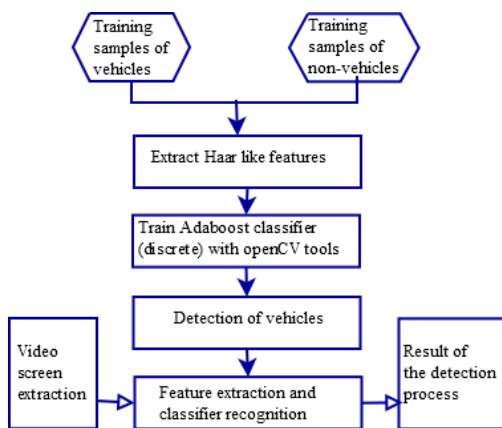 Training
samples of
vehicles
Training
samples of
non-vehicles
Extract Haar like features
Train Adaboost classifier
(discrete) with openCV tools
Detection of vehicles
Video
screen
extraction
Feature extraction and
classifier recognition
Result of
the detection
process